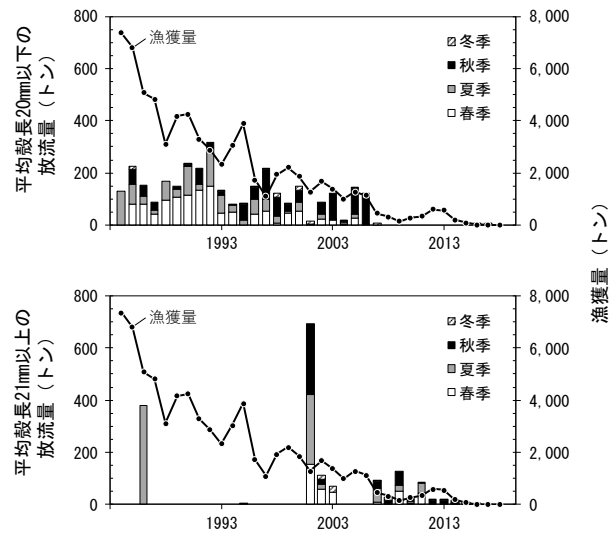 平均殻長20mm以下の
放流量（トン）
800
600
400
200
0
漁獲量
冬季
秋季
夏季
春季
8,000
6,000
4,000
2,000
0
1993
2003
2013
平均殻長21mm以上の
放流量（トン）
800
600
400
200
0
漁獲量
冬季
秋季
夏季
春季
8,000
6,000
4,000
2,000
0
1993
2003
2013
漁獲量（トン）